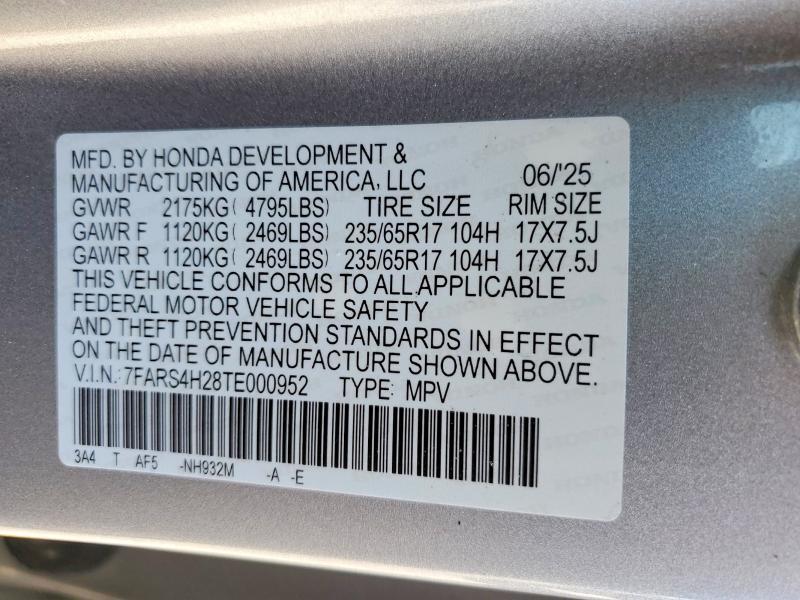 MFD. BY HONDA DEVELOPMENT &
MANUFACTURING OF AMERICA, LLC 06/'25
GVWR 2175KG( 4795LBS) TIRE SIZE RIM SIZE
GAWR F 1120KG( 2469LBS) 235/65R17 104H 17X7.5J
GAWR R 1120KG( 2469LBS) 235/65R17 104H 17X7.5J
THIS VEHICLE CONFORMS TO ALL APPLICABLE
FEDERAL MOTOR VEHICLE SAFETY
AND THEFT PREVENTION STANDARDS IN EFFECT
ON THE DATE OF MANUFACTURE SHOWN ABOVE.
V.I.N.: 7FARS4H28TE000952 TYPE: MPV
3A4 T AF5 -NH932M -A -E